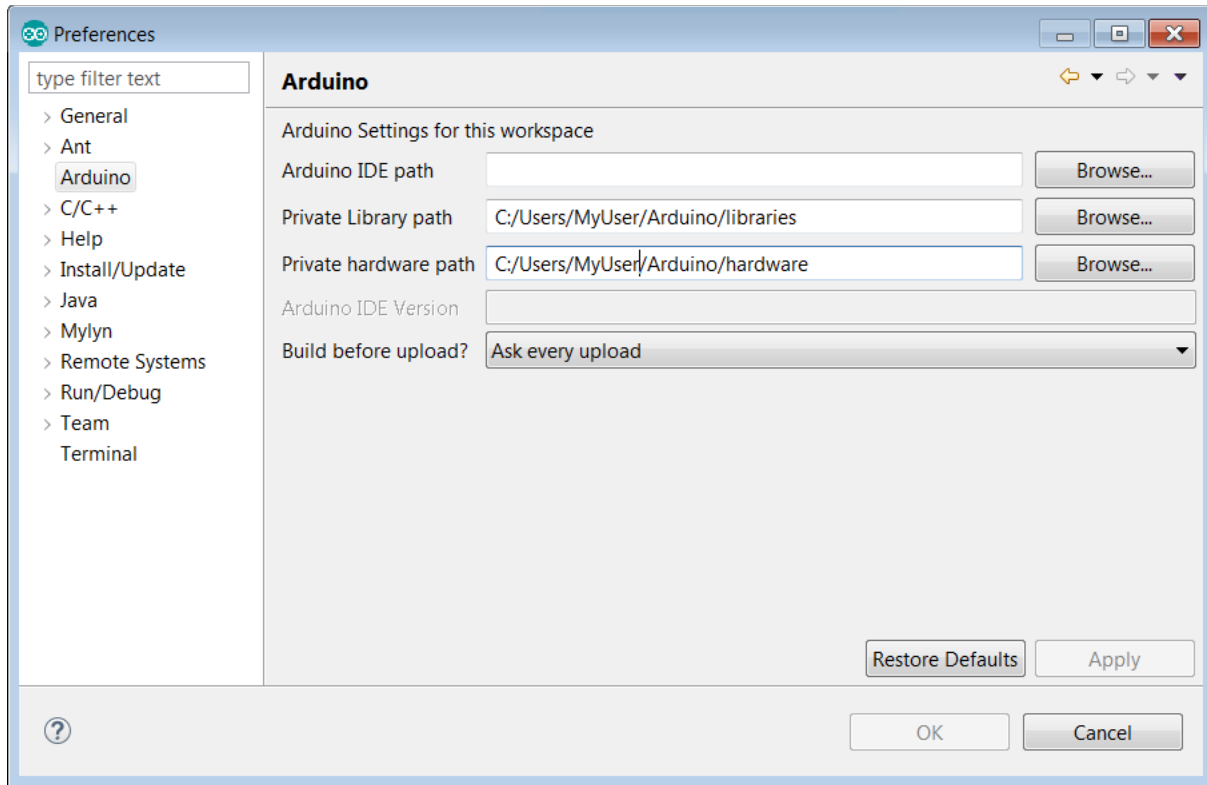 Preferences
type filter text
General
Ant
Arduino
C/C++
Help
Install/Update
Java
Mylyn
Remote Systems
Run/Debug
Team
Terminal
Arduino
Arduino Settings for this workspace
Arduino IDE path Browse...
Private Library path C:/Users/MyUser/Arduino/libraries Browse...
Private hardware path C:/Users/MyUser/Arduino/hardware Browse...
Arduino IDE Version
Build before upload? Ask every upload
Restore Defaults Apply
? OK Cancel